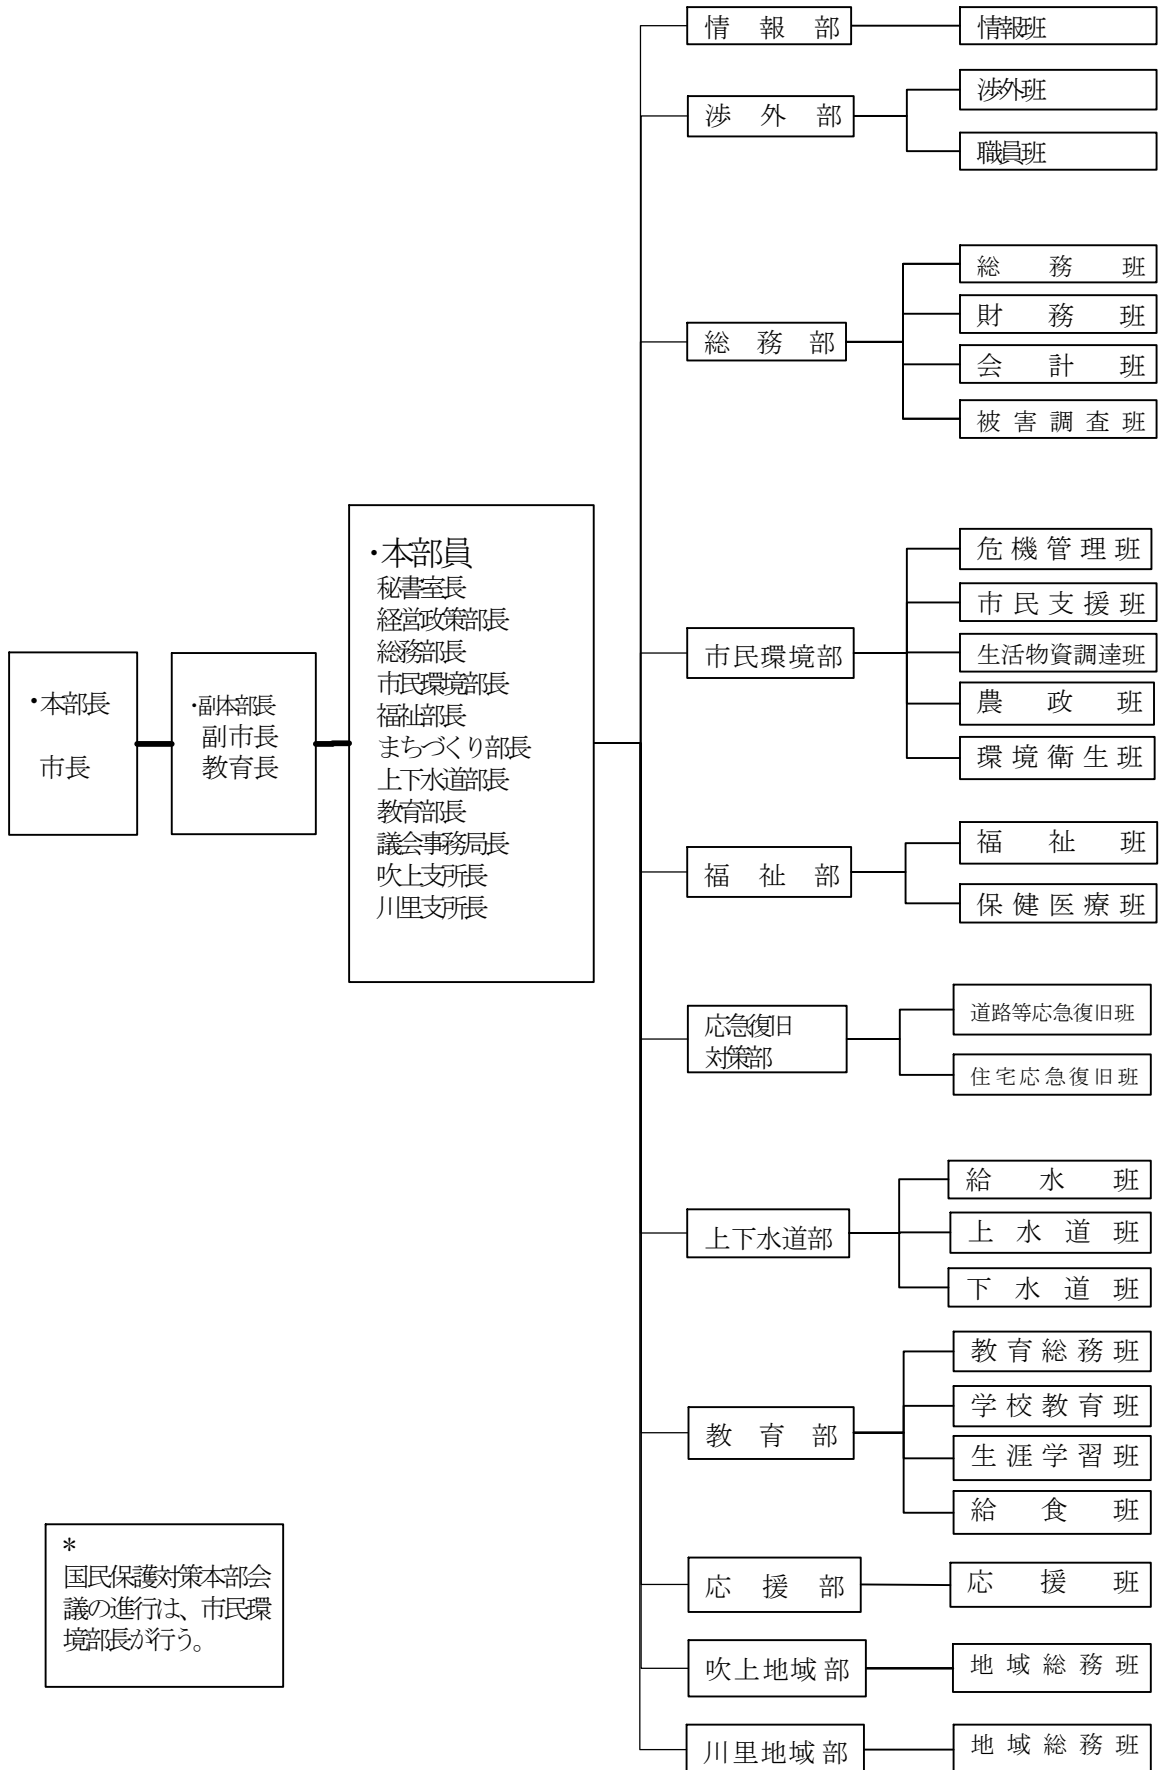 ・本部長
市長
・副本部長
副市長
教育長
・本部員
秘書室長
経営政策部長
総務部長
市民環境部長
福祉部長
まちづくり部長
上下水道部長
教育部長
議会事務局長
吹上支所長
川里支所長
情報部
情報班
渉外部
渉外班
職員班
総務部
総務班
財務班
会計班
被害調査班
市民環境部
危機管理班
市民支援班
生活物資調達班
農政班
環境衛生班
福祉部
福祉班
保健医療班
応急復旧
対策部
道路等応急復旧班
住宅応急復旧班
上下水道部
給水班
上水道班
下水道班
教育部
教育総務班
学校教育班
生涯学習班
給食班
応援部
応援班
吹上地域部
地域総務班
川里地域部
地域総務班
*
国民保護対策本部会
議の進行は、市民環
境部長が行う。